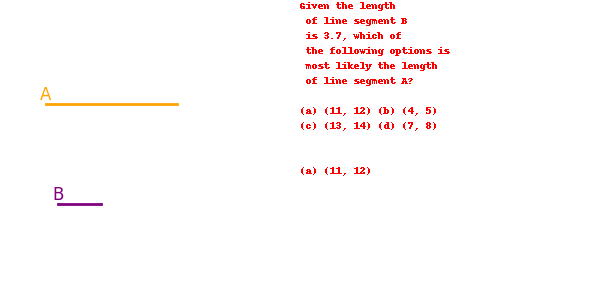 Given the length
of line segment B
is 3.7, which of
the following options is
most likely the length
of line segment A?
(a) (11, 12) (b) (4, 5)
(c) (13, 14) (d) (7, 8)
(a) (11, 12)
A
B